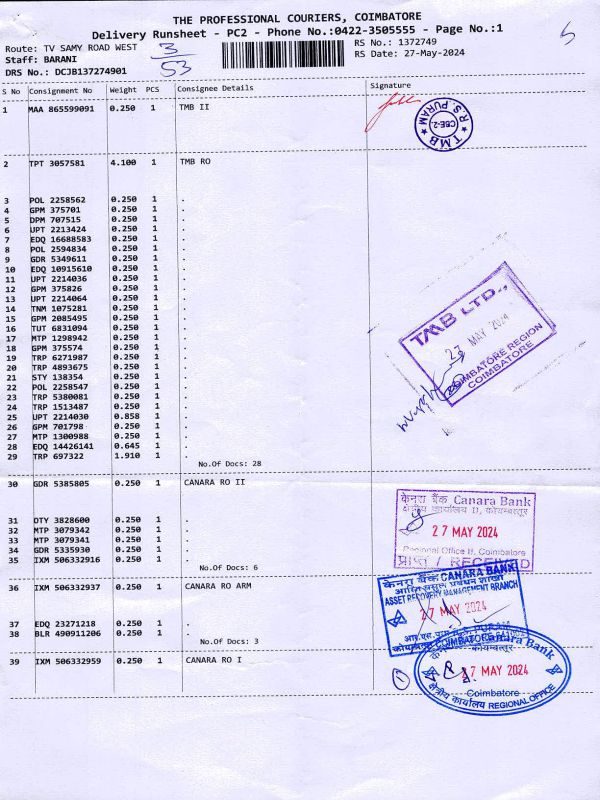 THE PROFESSIONAL COURIERS, COIMBATORE
Delivery Runsheet - PC2 - Phone No.:0422-3505555 - Page No.:1
Route: TV SAMY ROAD WEST
Staff: BARANI
DRS No.: DCJB137274901
3
53
RS No.: 1372749
RS Date: 27-May-2024
5
S No Consignment No Weight PCS Consignee Details Signature
1 MAA 865599091 0.250 1 TMB II
TMB
R.S. PURAM
CBE-2.
2 TPT 3057581 4.100 1 TMB RO
3 POL 2258562 0.250 1 .
4 GPM 375701 0.250 1 .
5 DPM 707515 0.250 1 .
6 UPT 2213424 0.250 1 .
7 EDQ 16688583 0.250 1 .
8 POL 2594834 0.250 1 .
9 GDR 5349611 0.250 1 .
10 EDQ 10915610 0.250 1 .
11 UPT 2214036 0.250 1 .
12 GPM 375826 0.250 1 .
13 UPT 2214064 0.250 1 .
14 TNM 1075281 0.250 1 .
15 GPM 2085495 0.250 1 .
16 TUT 6831094 0.250 1 .
17 MTP 1298942 0.250 1 .
18 GPM 375574 0.250 1 .
19 TRP 6271987 0.250 1 .
20 TRP 4893675 0.250 1 .
21 STY 138354 0.250 1 .
22 POL 2258547 0.250 1 .
23 TRP 5380081 0.250 1 .
24 TRP 1513487 0.250 1 .
25 UPT 2214030 0.858 1 .
26 GPM 701798 0.250 1 .
27 MTP 1300988 0.250 1 .
28 EDQ 14426141 0.645 1 .
29 TRP 697322 1.910 1 .
No.Of Docs: 28
TMB LTD.,
27 MAY 2024
COIMBATORE REGION
COIMBATORE
30 GDR 5385805 0.250 1 CANARA RO II
31 DTY 3828600 0.250 1 .
32 MTP 3079342 0.250 1 .
33 MTP 3079341 0.250 1 .
34 GDR 5335930 0.250 1 .
35 IXM 506332916 0.250 1 .
No.Of Docs: 6
केनरा बैंक Canara Bank
क्षेत्रीय कार्यालय II, कोयम्बत्तूर
27 MAY 2024
Regional Office II, Coimbatore
प्राप्त / RECEIVED
36 IXM 506332937 0.250 1 CANARA RO ARM
37 EDQ 23271218 0.250 1 .
38 BLR 490911206 0.250 1 .
No.Of Docs: 3
केनरा बैंक CANARA BANK
ASSET RECOVERY MANAGEMENT BRANCH
27 MAY 2024
39 IXM 506332959 0.250 1 CANARA RO I
1
Canara Bank
27 MAY 2024
Coimbatore
क्षेत्रीय कार्यालय REGIONAL OFFICE